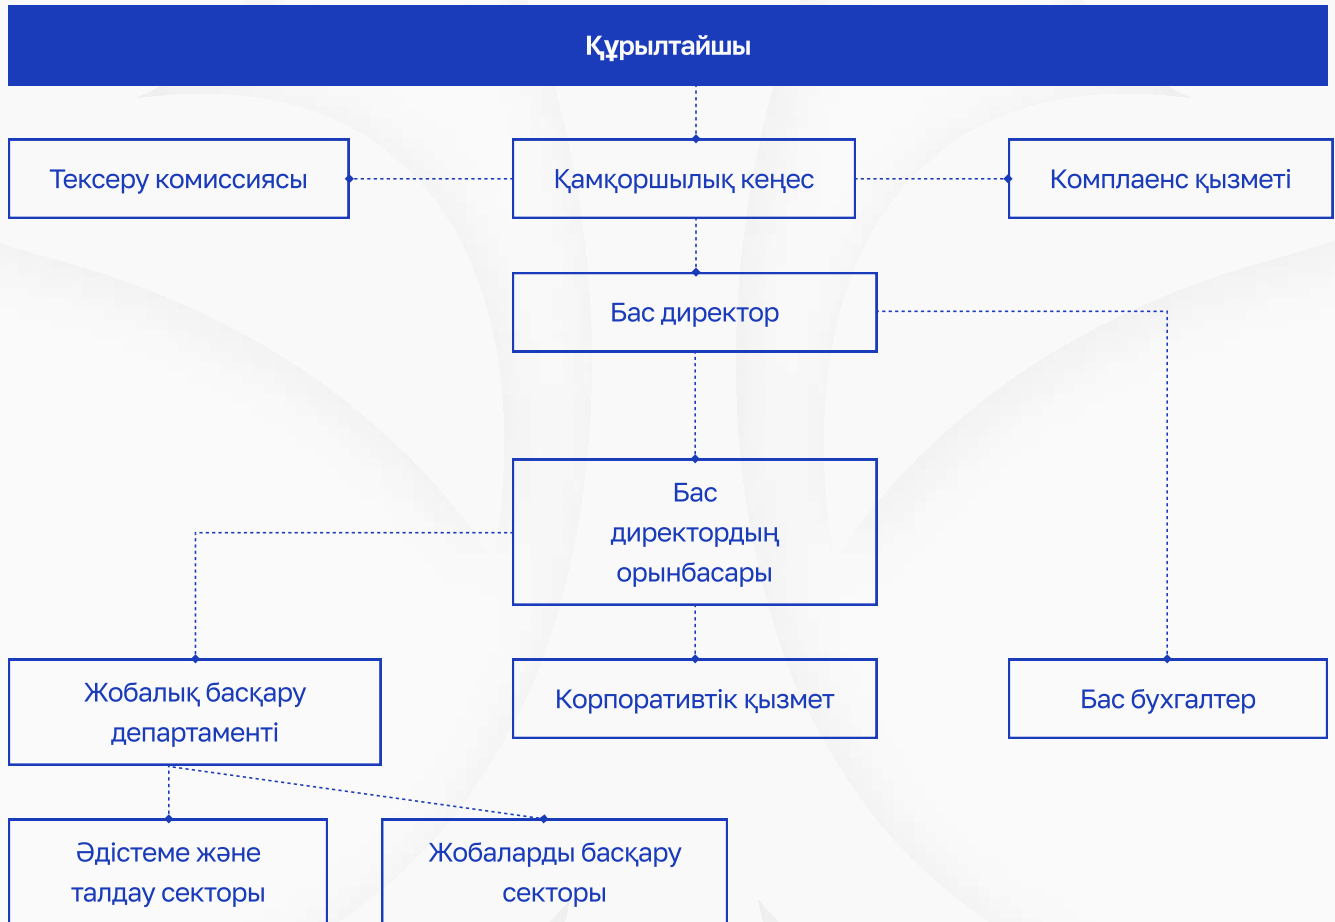 Құрылтайшы
Тексеру комиссиясы
Қамқоршылық кеңес
Комплаенс қызметі
Бас директор
Бас
директордың
орынбасары
Жобалық басқару
департаменті
Корпоративтік қызмет
Бас бухгалтер
Әдістеме және
талдау секторы
Жобаларды басқару
секторы